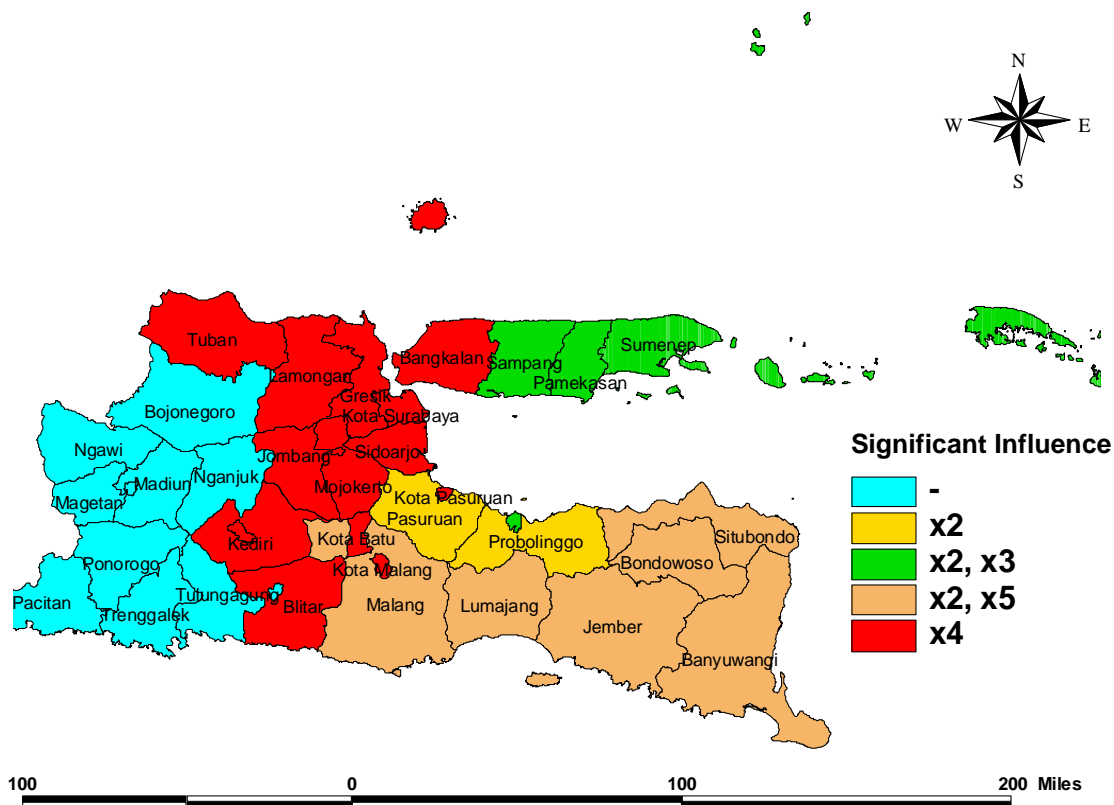 N
W E
S
Tuban
Lamongan
Bangkalan
Sampang
Sumenep
Pamekasan
Gresik
Kota Surabaya
Bojonegoro
Ngawi
Nganjuk
Jombang
Sidoarjo
Madiun
Magetan
Mojokerto
Kota Pasuruan
Pasuruan
Kediri
Kota Batu
Probolinggo
Situbondo
Bondowoso
Ponorogo
Kota Malang
Pacitan
Trenggalek
Tulungagung
Blitar
Malang
Lumajang
Jember
Banyuwangi
Significant Influence
-
x2
x2, x3
x2, x5
x4
100 0 100 200 Miles